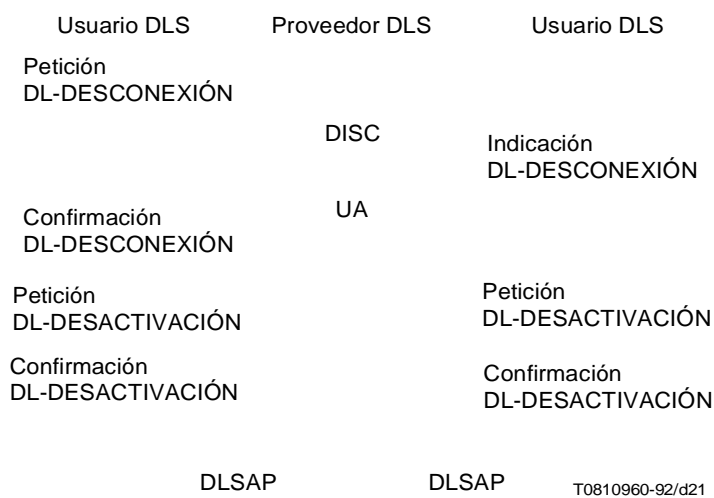 Usuario DLS Proveedor DLS Usuario DLS
Petición
DL-DESCONEXIÓN
DISC
Indicación
DL-DESCONEXIÓN
UA
Confirmación
DL-DESCONEXIÓN
Petición
DL-DESACTIVACIÓN
Petición
DL-DESACTIVACIÓN
Confirmación
DL-DESACTIVACIÓN
Confirmación
DL-DESACTIVACIÓN
DLSAP DLSAP T0810960-92/d21